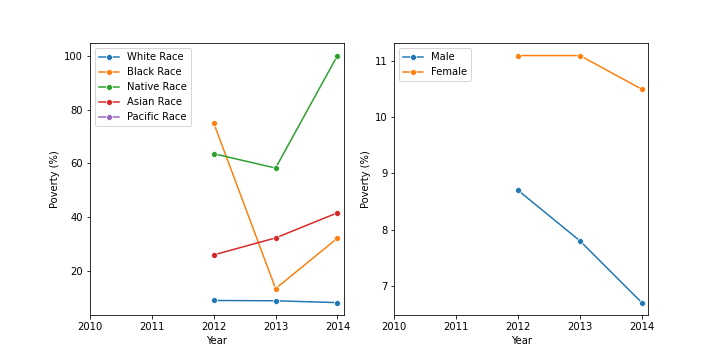 White Race
Black Race
Native Race
Asian Race
Pacific Race
100
80
60
40
20
Poverty (%)
2010 2011 2012 2013 2014
Year
Male
Female
11
10
9
8
7
Poverty (%)
2010 2011 2012 2013 2014
Year